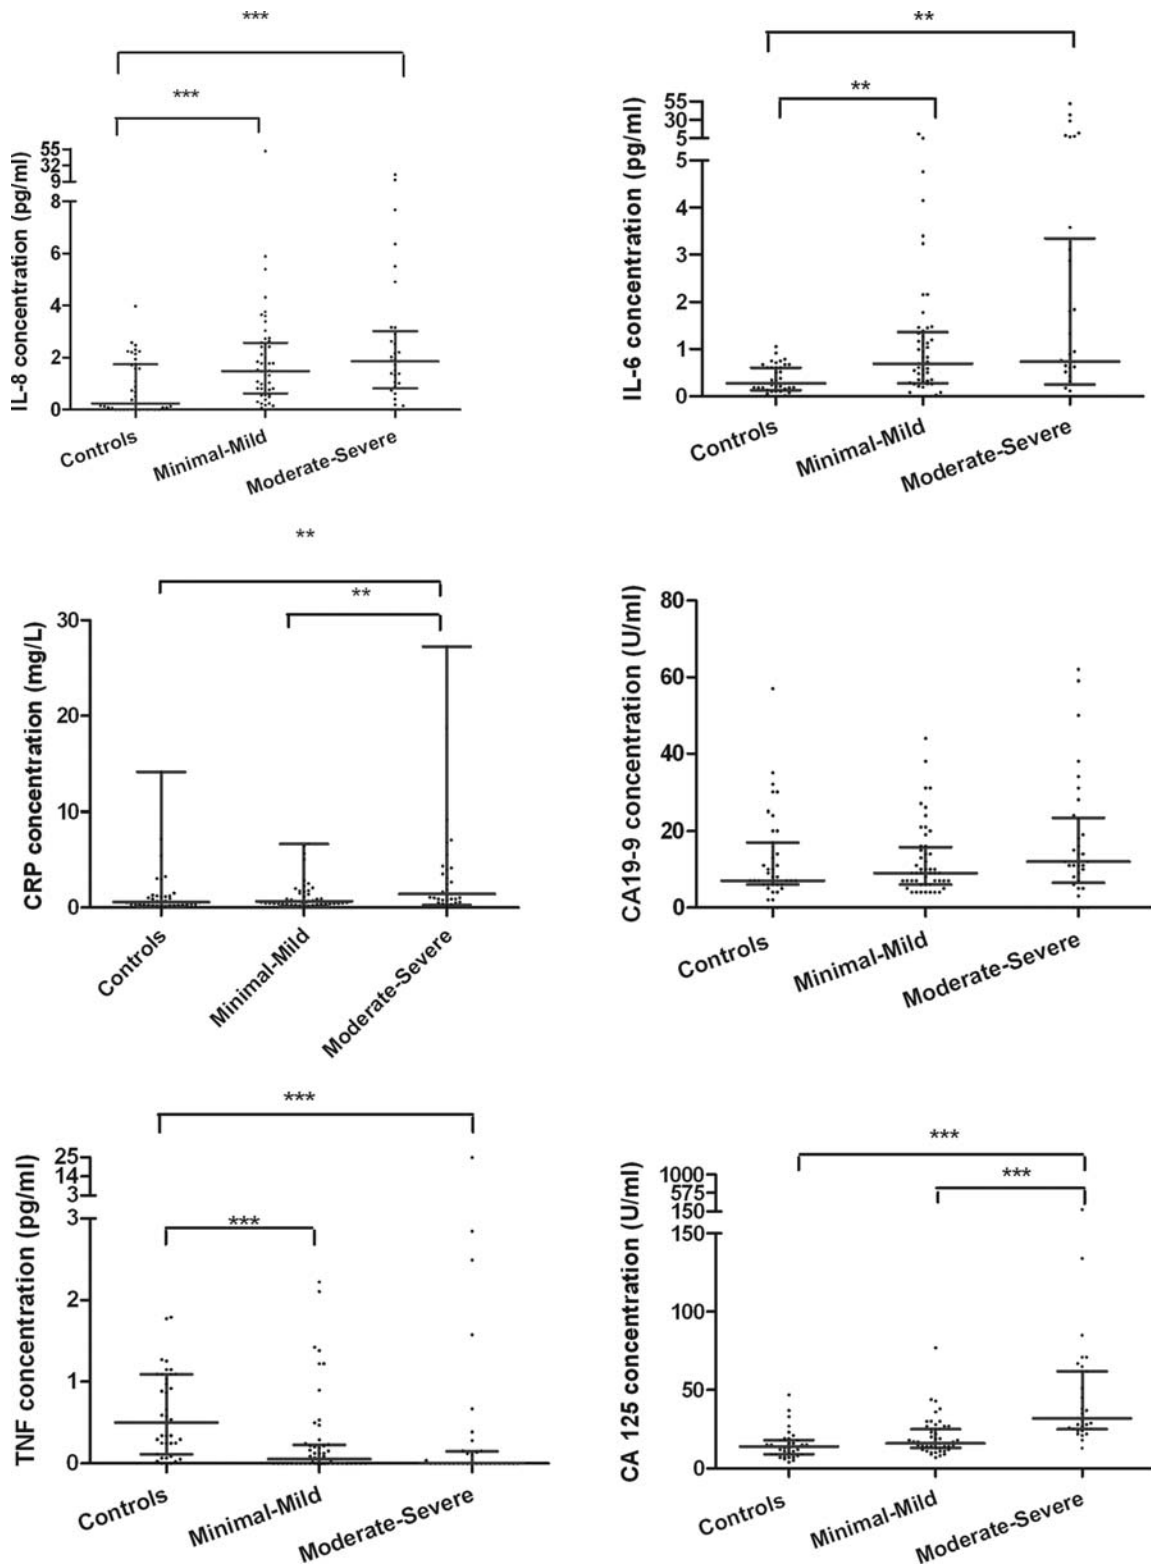 ***
***
IL-8 concentration (pg/ml)
55
32
9
8
6
4
2
0
Controls
Minimal-Mild
Moderate-Severe
**
**
IL-6 concentration (pg/ml)
55
30
5
5
4
3
2
1
0
Controls
Minimal-Mild
Moderate-Severe
**
**
CRP concentration (mg/L)
30
20
10
0
Controls
Minimal-Mild
Moderate-Severe
CA19-9 concentration (U/ml)
80
60
40
20
0
Controls
Minimal-Mild
Moderate-Severe
***
***
TNF concentration (pg/ml)
25
14
3
3
2
1
0
Controls
Minimal-Mild
Moderate-Severe
***
***
CA 125 concentration (U/ml)
1000
575
150
150
100
50
0
Controls
Minimal-Mild
Moderate-Severe